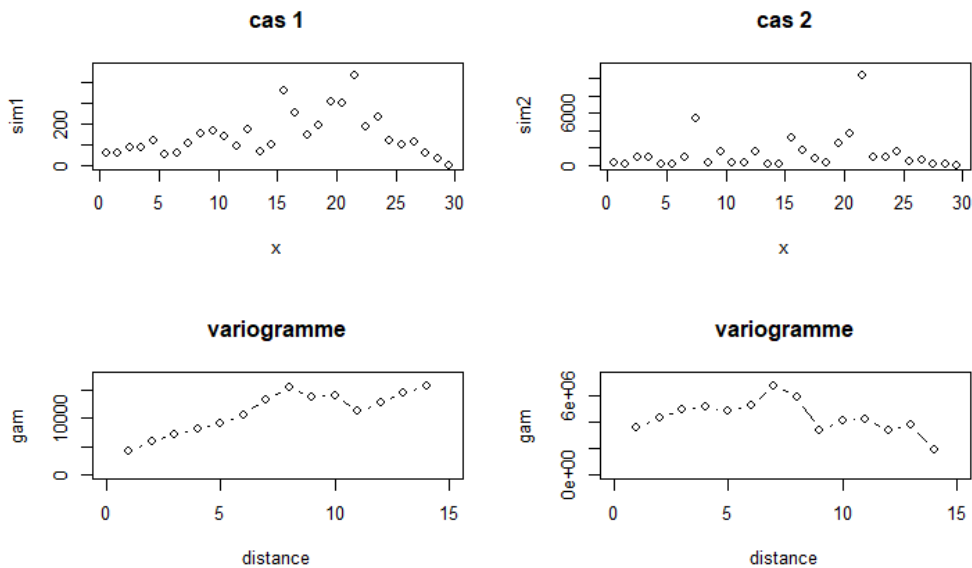 cas 1
sim1
0 200
0 5 10 15 20 25 30
x
cas 2
sim2
0 6000
0 5 10 15 20 25 30
x
variogramme
gam
0 10000
0 5 10 15
distance
variogramme
gam
0e+00 6e+06
0 5 10 15
distance